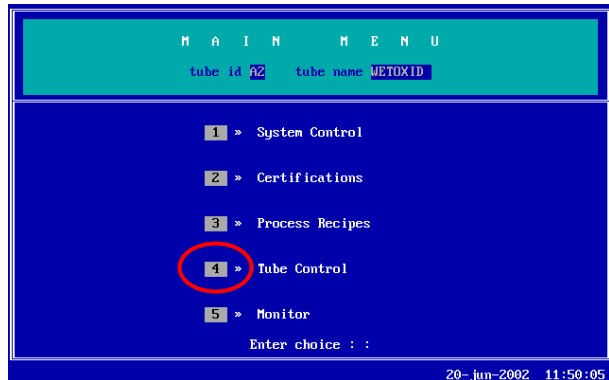 M A I N   M E N U
tube id A2 tube name WETOXID
1 » System Control
2 » Certifications
3 » Process Recipes
4 » Tube Control
5 » Monitor
Enter choice : :
20-jun-2002 11:50:05